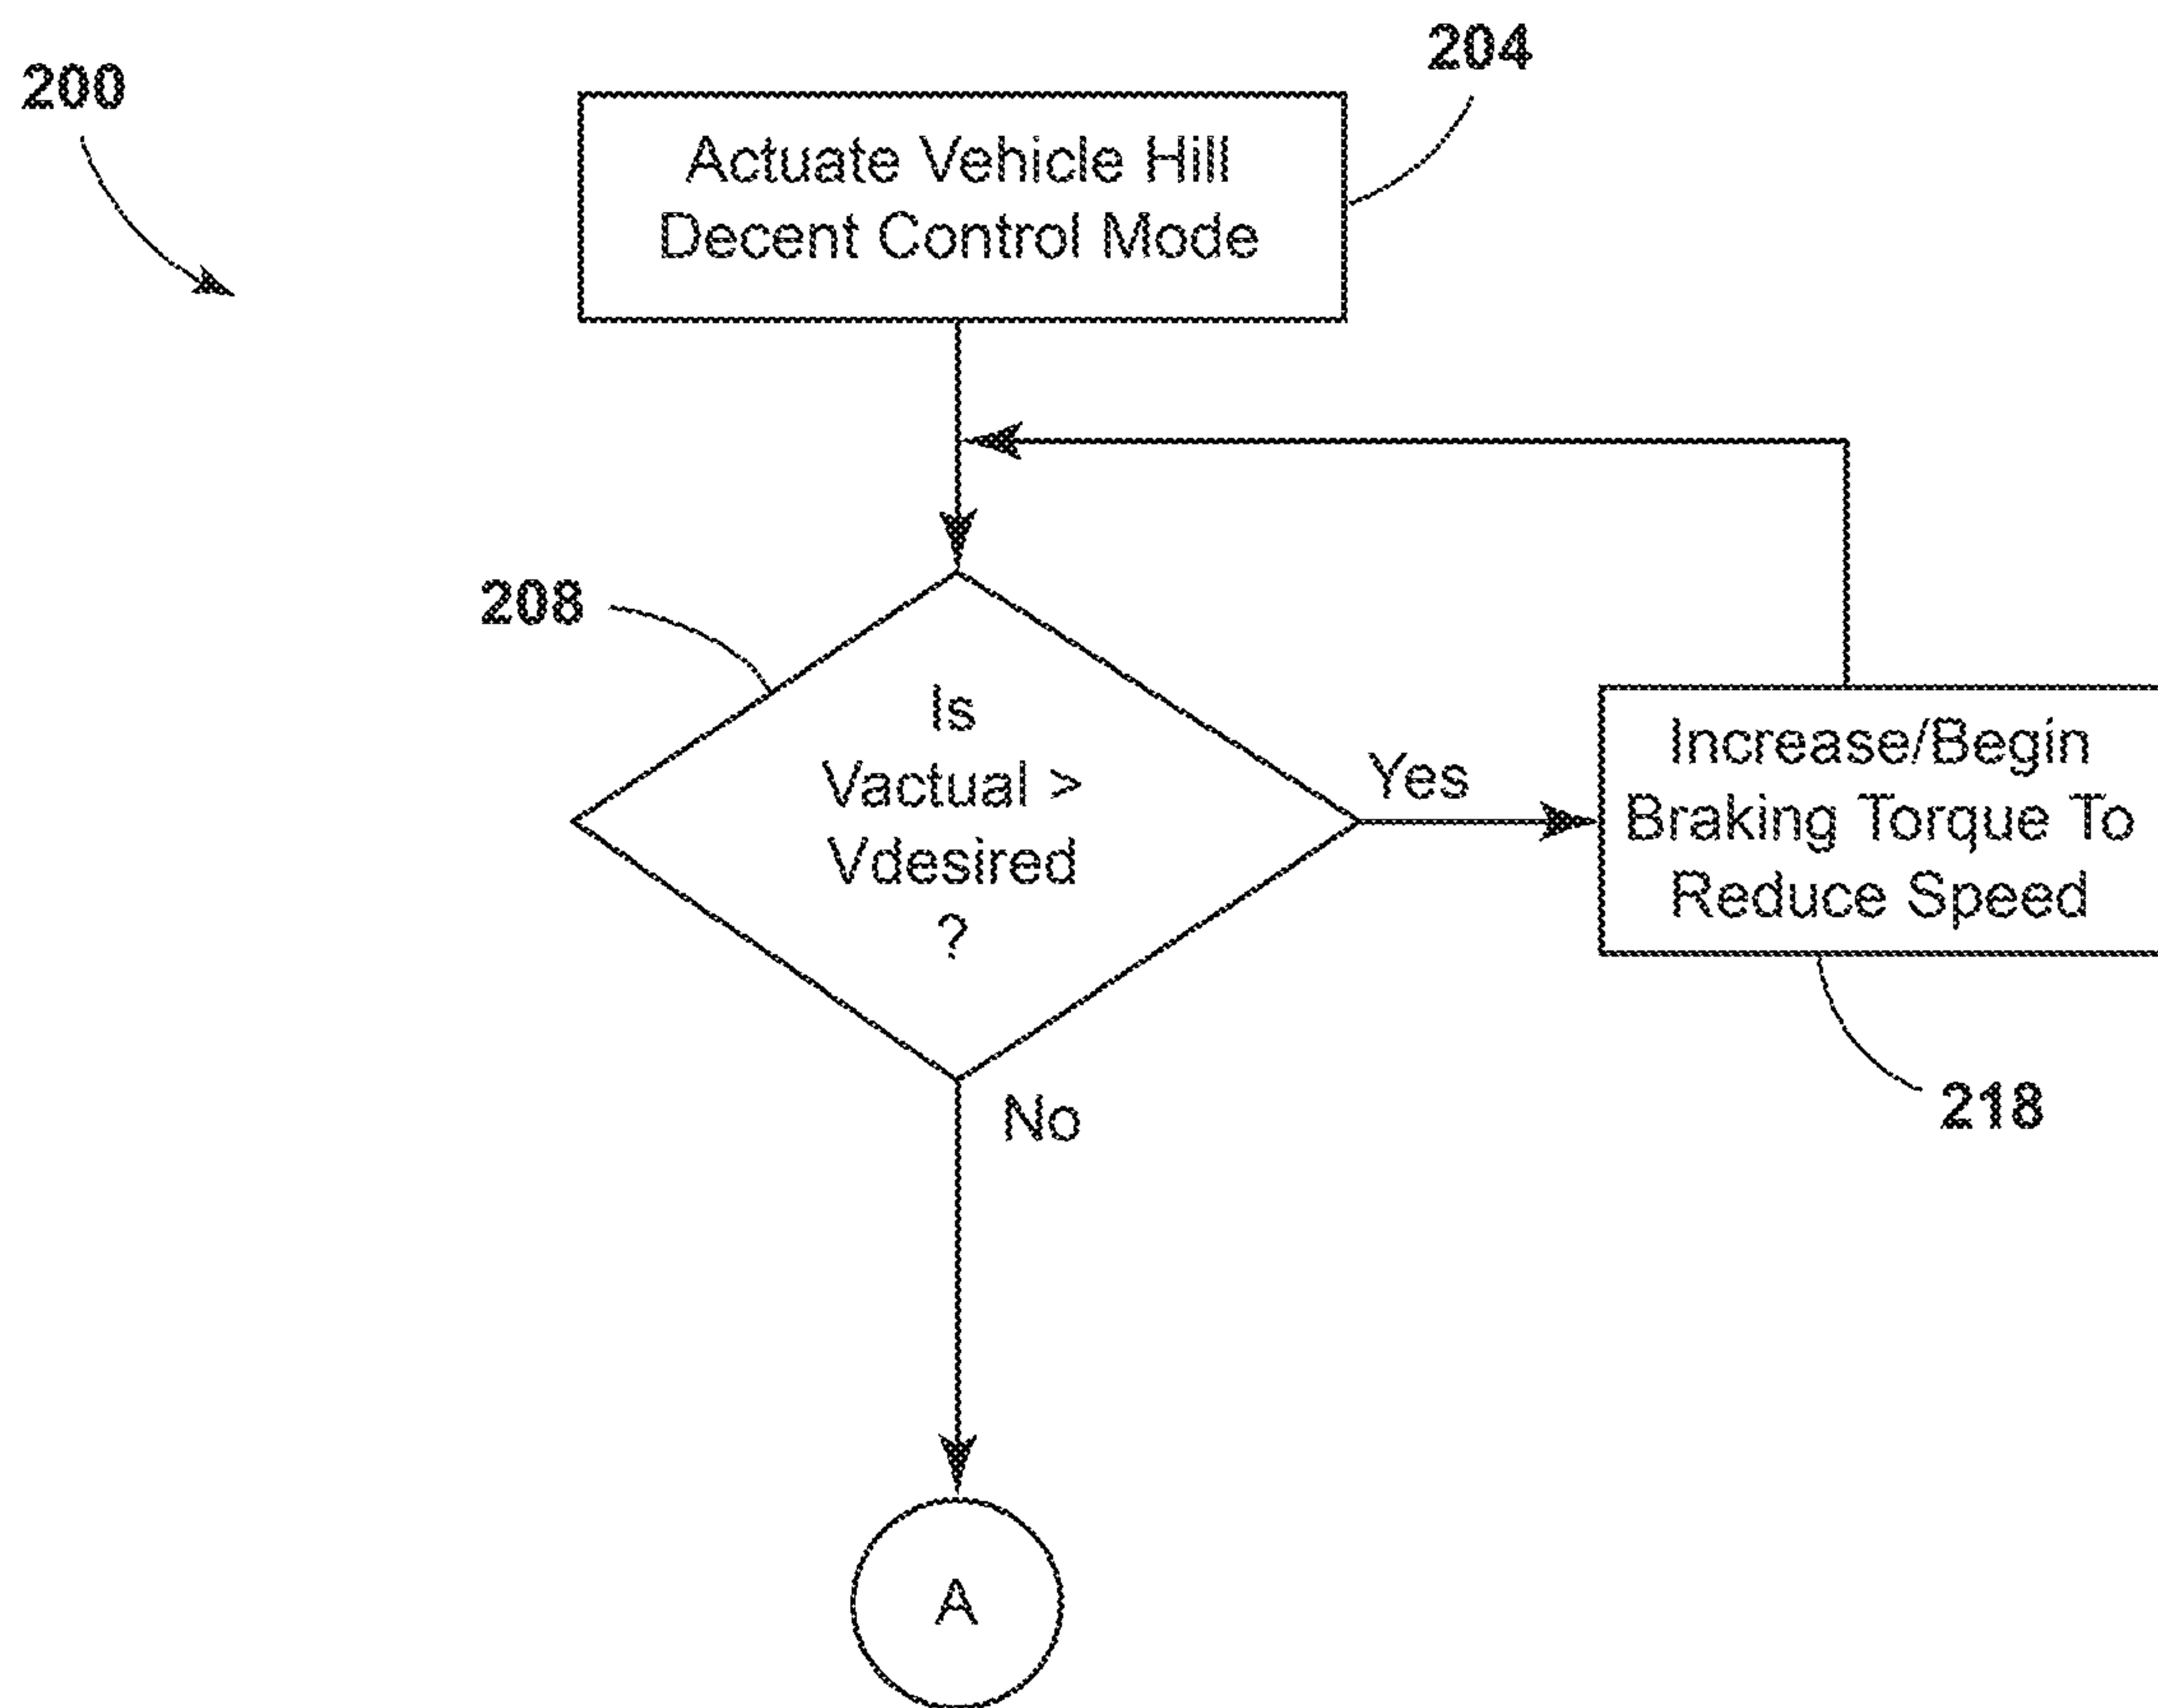 200
204
Actuate Vehicle Hill
Decent Control Mode
208
Is
Vactual >
Vdesired
?
Yes
Increase/Begin
Braking Torque To
Reduce Speed
218
No
A